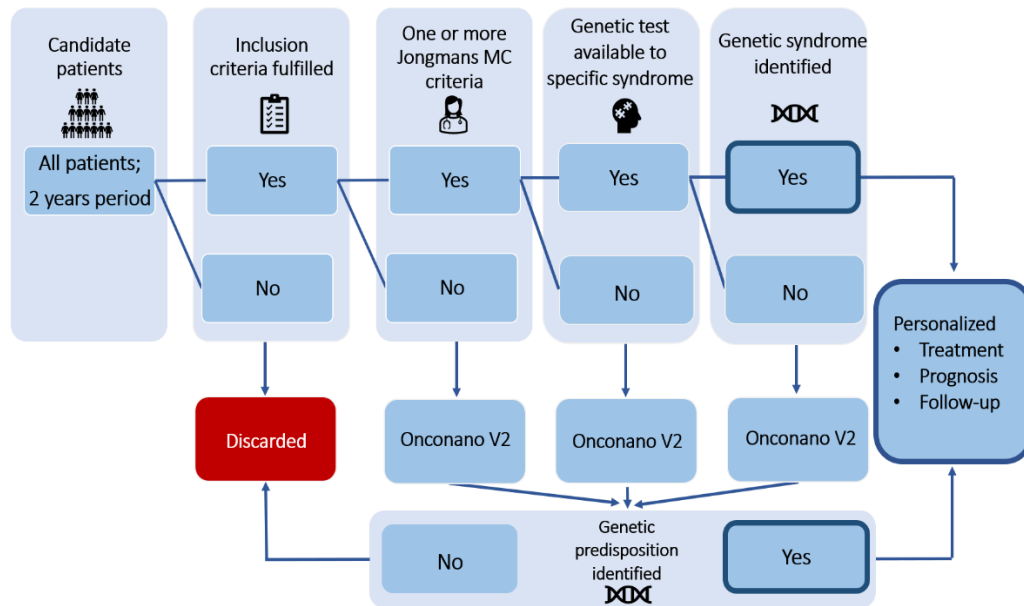 Candidate
patients
All patients;
2 years period
Inclusion
criteria fulfilled
Yes
No
Discarded
One or more
Jongmans MC
criteria
Yes
No
Onconano V2
Genetic test
available to
specific syndrome
Yes
No
Onconano V2
Genetic syndrome
identified
Yes
No
Onconano V2
Personalized
• Treatment
• Prognosis
• Follow-up
No
Genetic
predisposition
identified
Yes